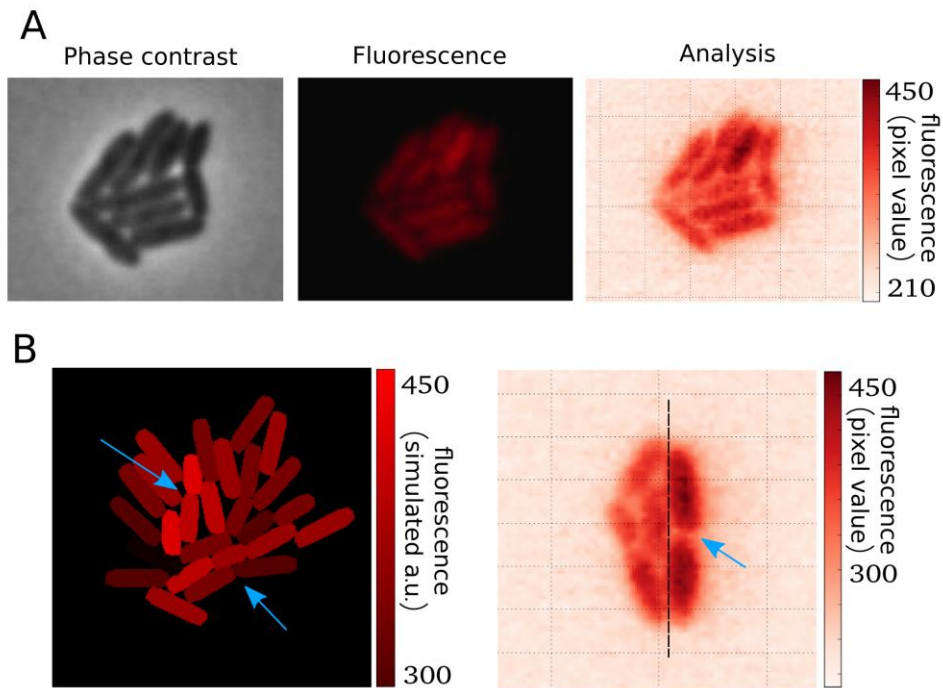 A
Phase contrast
Fluorescence
Analysis
450
fluorescence
(pixel value)
210
B
450
fluorescence
(simulated a.u.)
300
450
fluorescence
(pixel value)
300